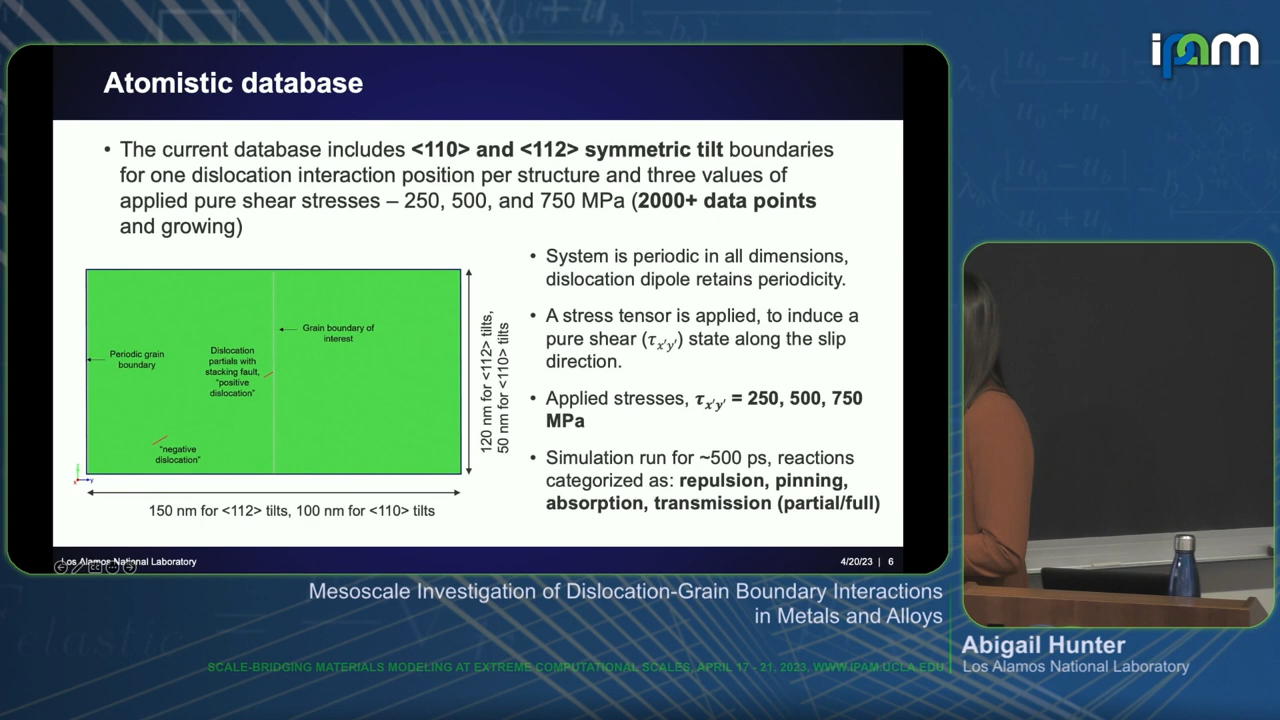 ipam
Atomistic database
• The current database includes <110> and <112> symmetric tilt boundaries
for one dislocation interaction position per structure and three values of
applied pure shear stresses – 250, 500, and 750 MPa (2000+ data points
and growing)
Periodic grain
boundary
Dislocation
partials with
stacking fault,
"positive
dislocation"
Grain boundary of
interest
"negative
dislocation"
120 nm for <112> tilts,
50 nm for <110> tilts
150 nm for <112> tilts, 100 nm for <110> tilts
• System is periodic in all dimensions,
dislocation dipole retains periodicity.
• A stress tensor is applied, to induce a
pure shear (τx′y′) state along the slip
direction.
• Applied stresses, τx′y′ = 250, 500, 750
MPa
• Simulation run for ~500 ps, reactions
categorized as: repulsion, pinning,
absorption, transmission (partial/full)
Los Alamos National Laboratory
4/20/23 | 6
Mesoscale Investigation of Dislocation-Grain Boundary Interactions
in Metals and Alloys
Abigail Hunter
Los Alamos National Laboratory
SCALE-BRIDGING MATERIALS MODELING AT EXTREME COMPUTATIONAL SCALES, APRIL 17 - 21, 2023, WWW.IPAM.UCLA.EDU
elastic